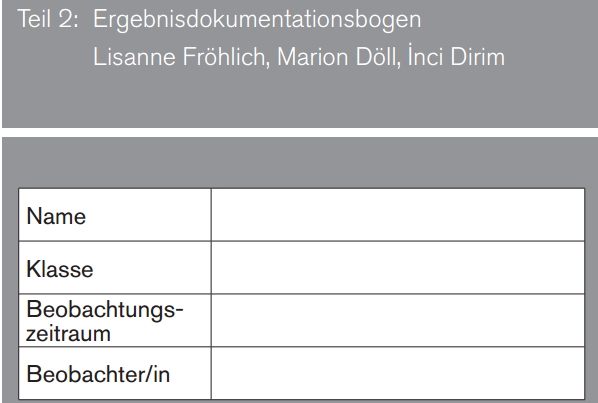 Teil 2: Ergebnisdokumentationsbogen
Lisanne Fröhlich, Marion Döll, İnci Dirim
Name
Klasse
Beobachtungs-
zeitraum
Beobachter/in